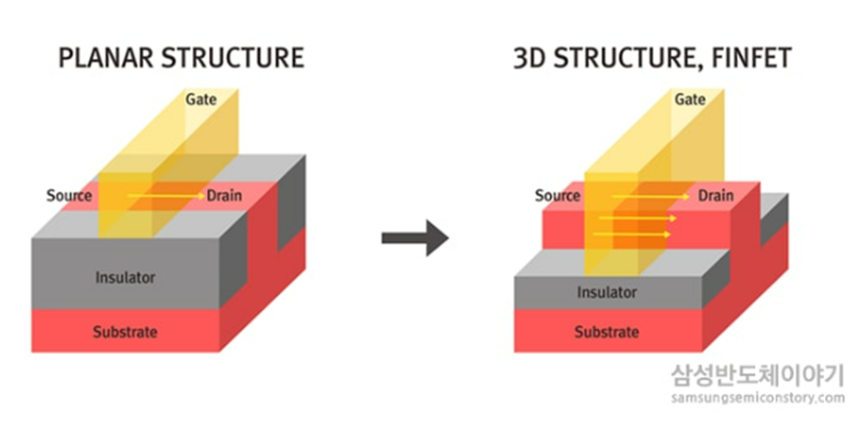 PLANAR STRUCTURE
Gate
Source
Drain
Insulator
Substrate
3D STRUCTURE, FINFET
Gate
Source
Drain
Insulator
Substrate
삼성반도체이야기
samsungsemiconstory.com